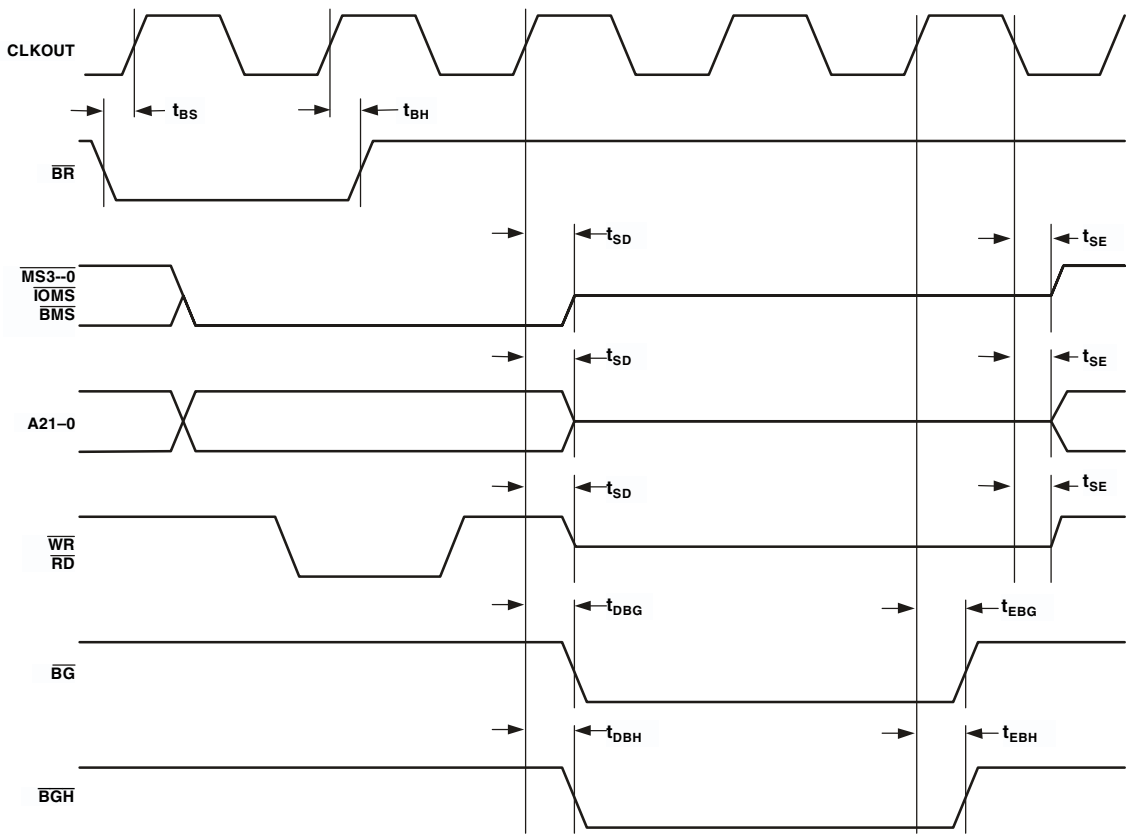 CLKOUT
tBS
tBH
BR
tSD
tSE
MS3--0
IOMS
BMS
tSD
tSE
A21–0
tSD
tSE
WR
RD
tDBG
tEBG
BG
tDBH
tEBH
BGH